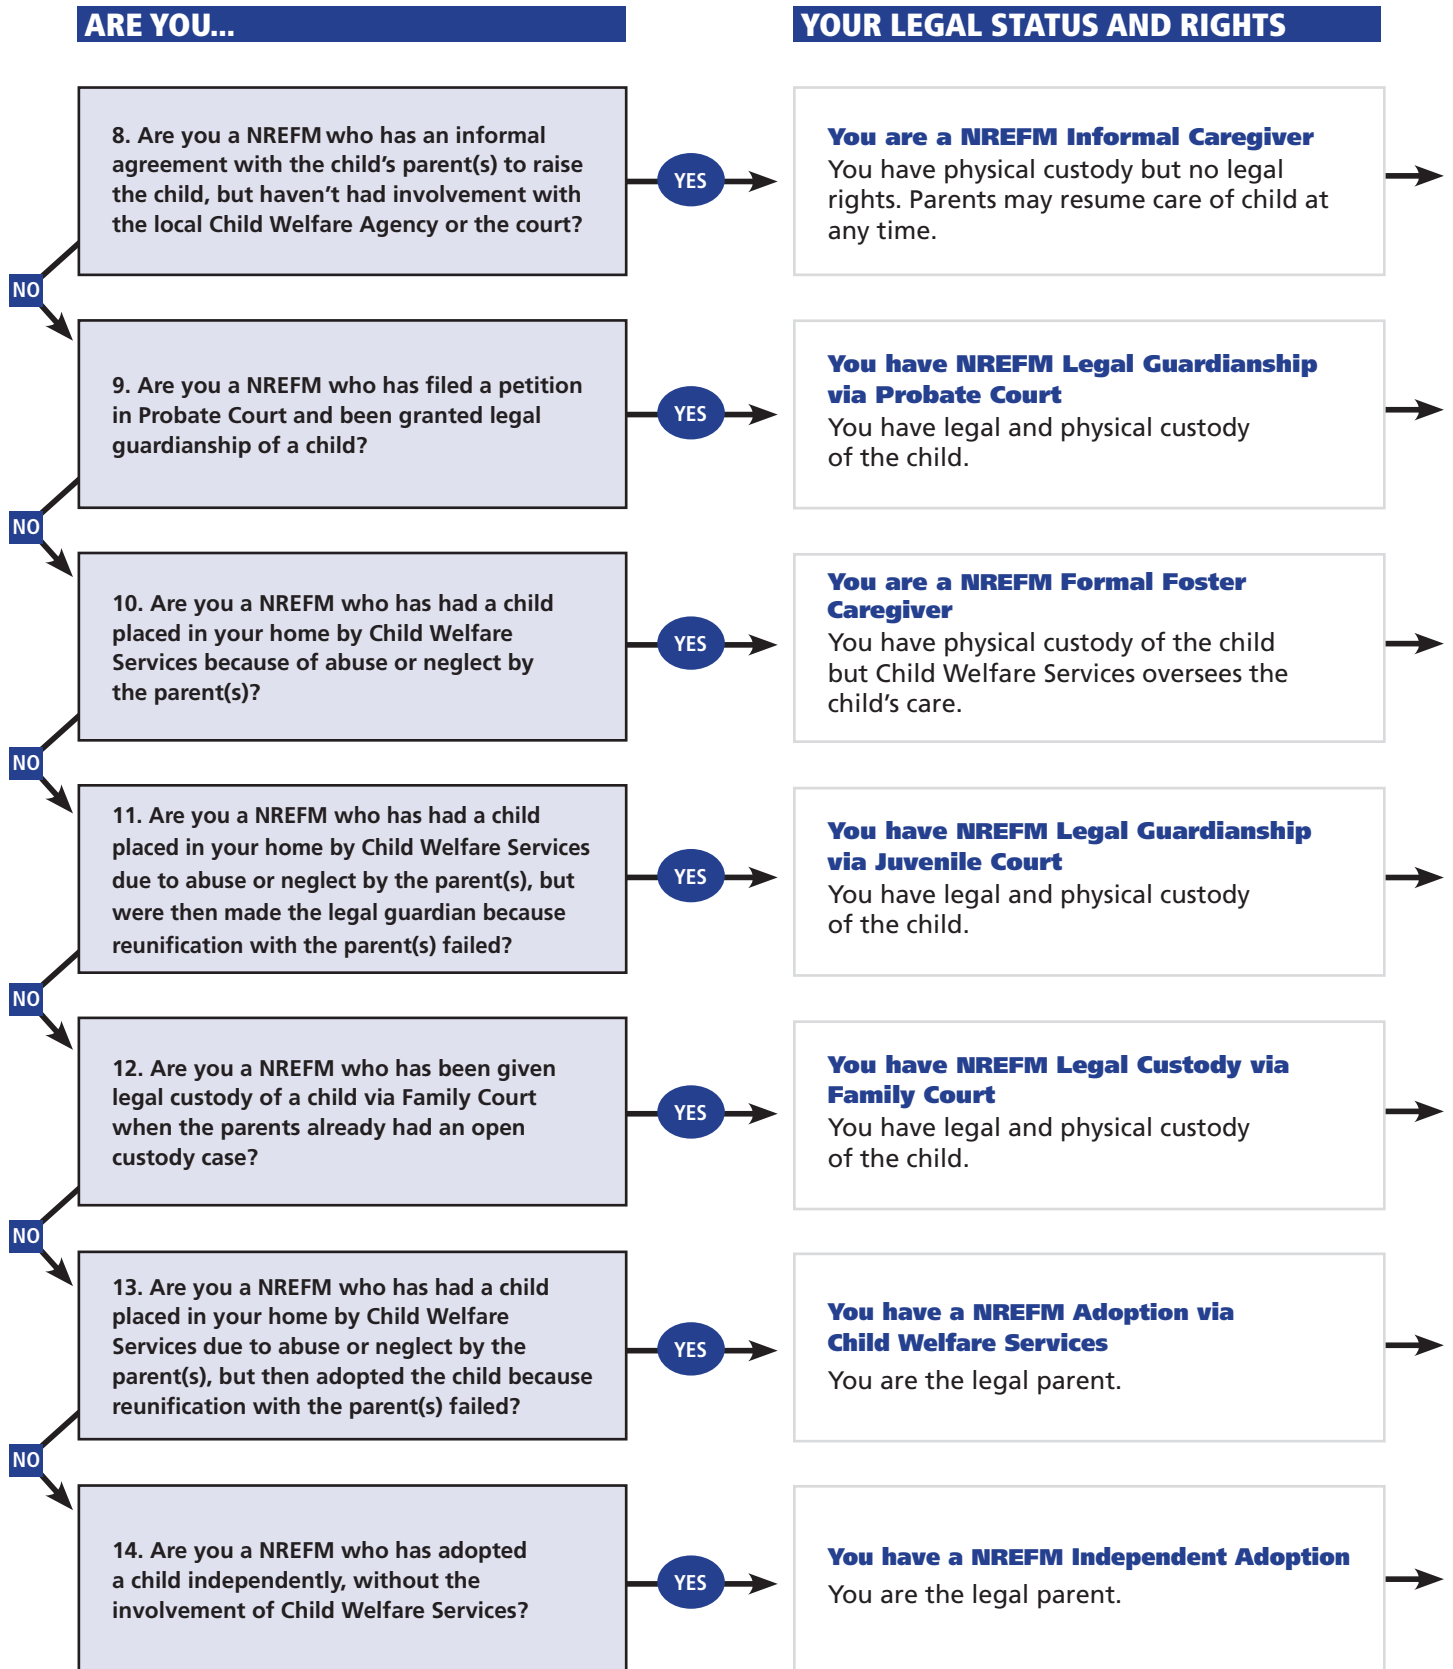 ARE YOU...
YOUR LEGAL STATUS AND RIGHTS
8. Are you a NREFM who has an informal
agreement with the child’s parent(s) to raise
the child, but haven’t had involvement with
the local Child Welfare Agency or the court?
YES
You are a NREFM Informal Caregiver
You have physical custody but no legal
rights. Parents may resume care of child at
any time.
NO
9. Are you a NREFM who has filed a petition
in Probate Court and been granted legal
guardianship of a child?
YES
You have NREFM Legal Guardianship
via Probate Court
You have legal and physical custody
of the child.
NO
10. Are you a NREFM who has had a child
placed in your home by Child Welfare
Services because of abuse or neglect by
the parent(s)?
YES
You are a NREFM Formal Foster
Caregiver
You have physical custody of the child
but Child Welfare Services oversees the
child’s care.
NO
11. Are you a NREFM who has had a child
placed in your home by Child Welfare Services
due to abuse or neglect by the parent(s), but
were then made the legal guardian because
reunification with the parent(s) failed?
YES
You have NREFM Legal Guardianship
via Juvenile Court
You have legal and physical custody
of the child.
NO
12. Are you a NREFM who has been given
legal custody of a child via Family Court
when the parents already had an open
custody case?
YES
You have NREFM Legal Custody via
Family Court
You have legal and physical custody
of the child.
NO
13. Are you a NREFM who has had a child
placed in your home by Child Welfare
Services due to abuse or neglect by the
parent(s), but then adopted the child because
reunification with the parent(s) failed?
YES
You have a NREFM Adoption via
Child Welfare Services
You are the legal parent.
NO
14. Are you a NREFM who has adopted
a child independently, without the
involvement of Child Welfare Services?
YES
You have a NREFM Independent Adoption
You are the legal parent.